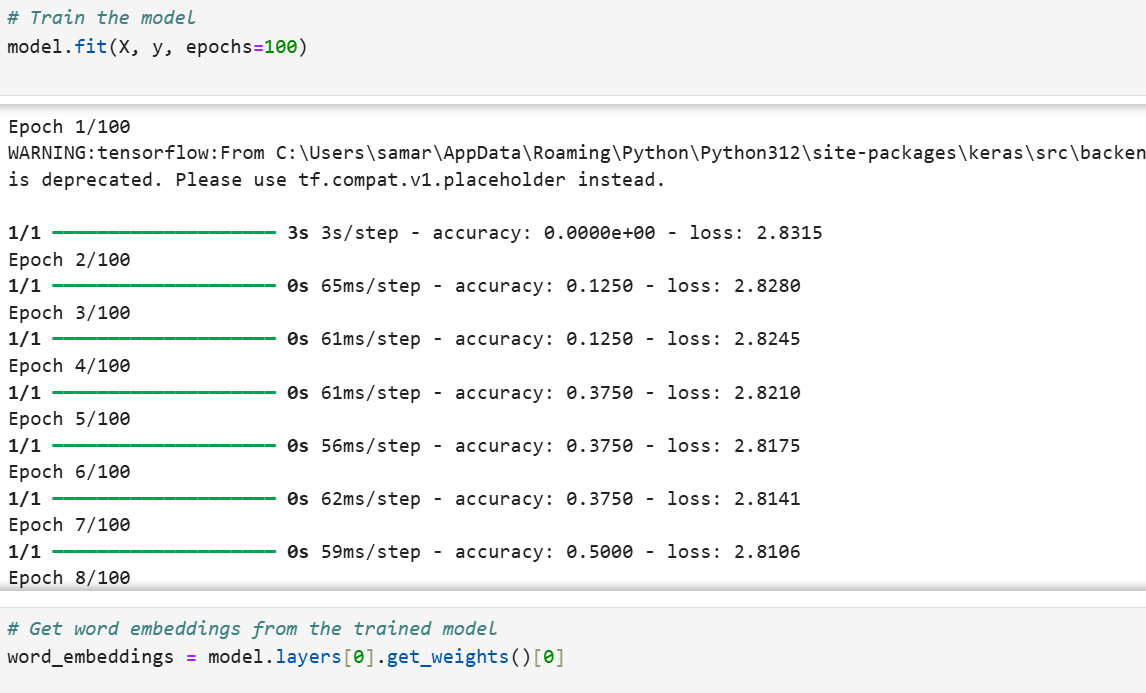 # Train the model
model.fit(X, y, epochs=100)
Epoch 1/100
WARNING:tensorflow:From C:\Users\samar\AppData\Roaming\Python\Python312\site-packages\keras\src\backen
is deprecated. Please use tf.compat.v1.placeholder instead.
1/1 ━━━━━━━━━━━━━━━━━━━━ 3s 3s/step - accuracy: 0.0000e+00 - loss: 2.8315
Epoch 2/100
1/1 ━━━━━━━━━━━━━━━━━━━━ 0s 65ms/step - accuracy: 0.1250 - loss: 2.8280
Epoch 3/100
1/1 ━━━━━━━━━━━━━━━━━━━━ 0s 61ms/step - accuracy: 0.1250 - loss: 2.8245
Epoch 4/100
1/1 ━━━━━━━━━━━━━━━━━━━━ 0s 61ms/step - accuracy: 0.3750 - loss: 2.8210
Epoch 5/100
1/1 ━━━━━━━━━━━━━━━━━━━━ 0s 56ms/step - accuracy: 0.3750 - loss: 2.8175
Epoch 6/100
1/1 ━━━━━━━━━━━━━━━━━━━━ 0s 62ms/step - accuracy: 0.3750 - loss: 2.8141
Epoch 7/100
1/1 ━━━━━━━━━━━━━━━━━━━━ 0s 59ms/step - accuracy: 0.5000 - loss: 2.8106
Epoch 8/100
# Get word embeddings from the trained model
word_embeddings = model.layers[0].get_weights()[0]